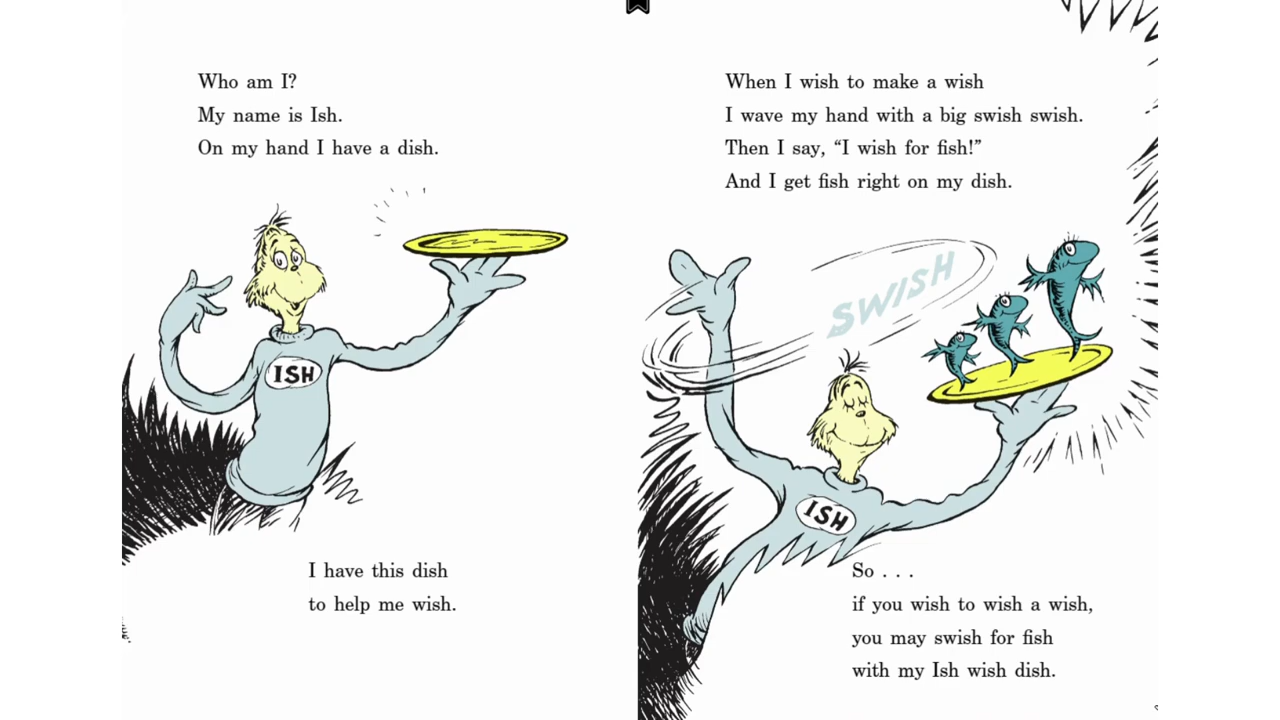 Who am I?
My name is Ish.
On my hand I have a dish.
ISH
I have this dish
to help me wish.
When I wish to make a wish
I wave my hand with a big swish swish.
Then I say, “I wish for fish!”
And I get fish right on my dish.
SWISH
ISH
So . . .
if you wish to wish a wish,
you may swish for fish
with my Ish wish dish.